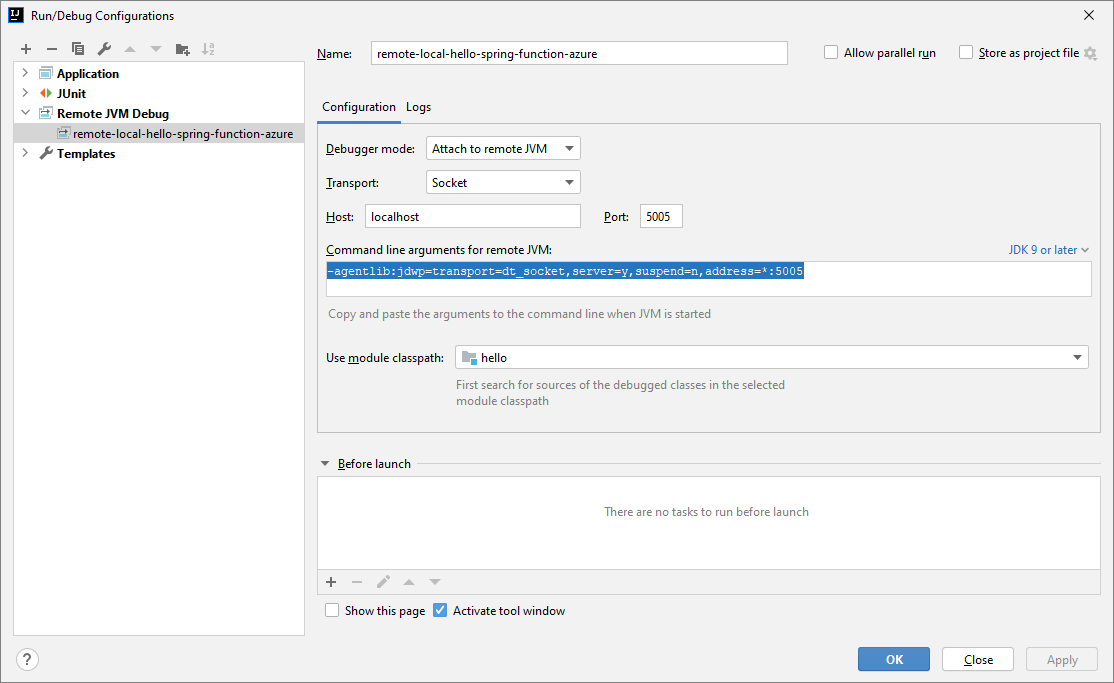 IJ
Run/Debug Configurations
Application
JUnit
Remote JVM Debug
remote-local-hello-spring-function-azure
Templates
Name:
remote-local-hello-spring-function-azure
Allow parallel run
Store as project file
Configuration
Logs
Debugger mode:
Attach to remote JVM
Transport:
Socket
Host:
localhost
Port:
5005
Command line arguments for remote JVM:
JDK 9 or later
-agentlib:jdwp=transport=dt_socket,server=y,suspend=n,address=*:5005
Copy and paste the arguments to the command line when JVM is started
Use module classpath:
hello
First search for sources of the debugged classes in the selected
module classpath
Before launch
There are no tasks to run before launch
Show this page
Activate tool window
?
OK
Close
Apply